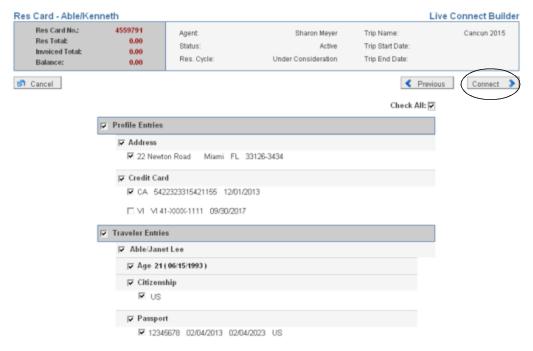 Res Card - Able/Kenneth Live Connect Builder
Res Card No.: 4559791 Agent: Sharon Meyer Trip Name: Cancun 2015
Res Total: 0.00 Status: Active Trip Start Date:
Invoiced Total: 0.00 Res. Cycle: Under Consideration Trip End Date:
Balance: 0.00
Cancel Previous Connect
Check All:
Profile Entries
Address
22 Newton Road Miami FL 33126-3434
Credit Card
CA 5422323315421155 12/01/2013
VI VI 41-XXXX-1111 09/30/2017
Traveler Entries
Able/Janet Lee
Age 21 ( 06/15/1993 )
Citizenship
US
Passport
12345678 02/04/2013 02/04/2023 US